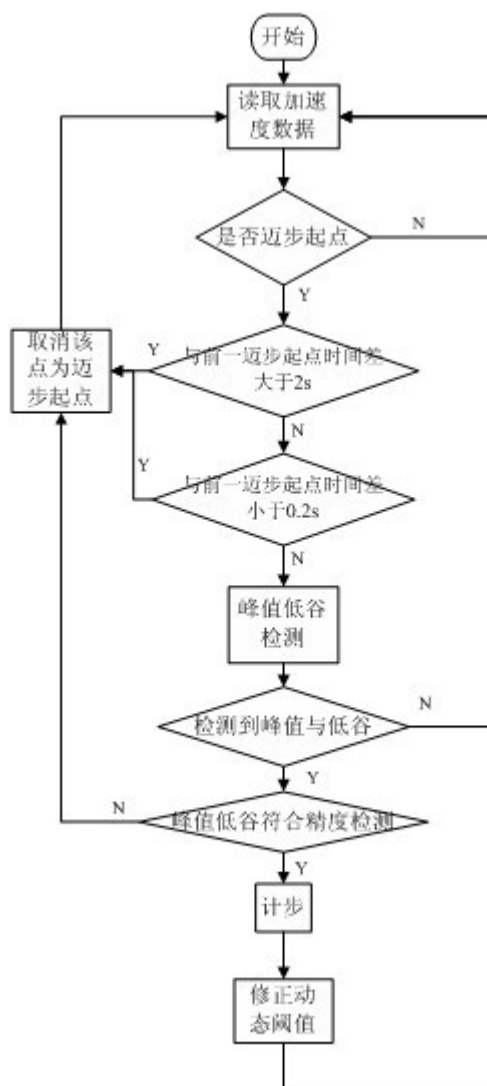 开始
读取加速
度数据
是否迈步起点
N
Y
取消该
点为迈
步起点
Y
与前一迈步起点时间差
大于2s
N
Y
与前一迈步起点时间差
小于0.2s
N
峰值低谷
检测
检测到峰值与低谷
N
Y
N
峰值低谷符合精度检测
Y
计步
修正动
态阈值